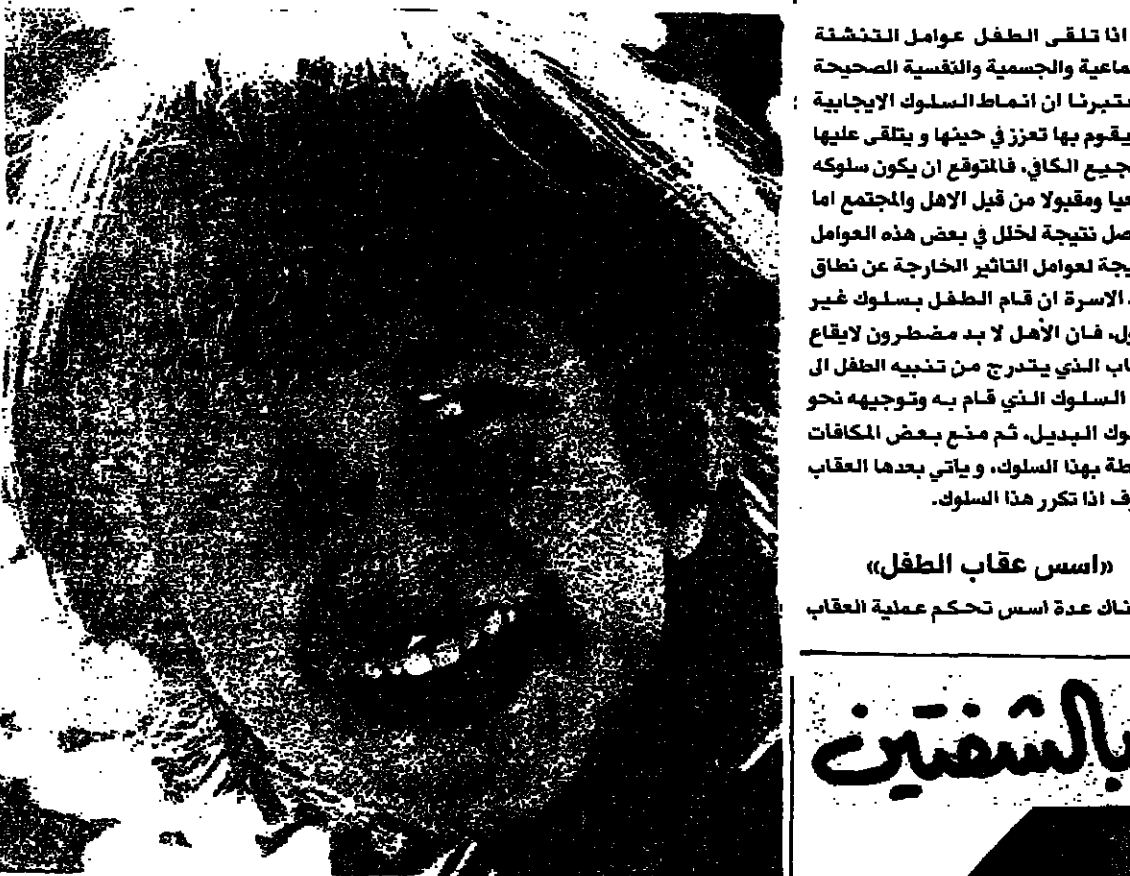 اذا تلقى الطفل عوامل التنشئة
ماعية والجسمية والنفسية الصحيحة
متبرنا ان انماط السلوك الايجابية
يقوم بها تعزز في حينها و يتلقى عليها
جيع الكافي، فالمتوقع ان يكون سلوكه
عيا ومقبولا من قبل الاهل والمجتمع اما
صل نتيجة لخلل في بعض هذه العوامل
يجة لعوامل التاثير الخارجة عن نطاق
الاسرة ان قام الطفل بسلوك غير
ول، فان الأهل لا بد مضطرون لايقاع
اب الذي يتدرج من تنبيه الطفل الى
السلوك الذي قام به وتوجيهه نحو
وك البديل، ثم منع بعض المكافات
طة بهذا السلوك، و ياتي بعدها العقاب
ف اذا تكرر هذا السلوك.
«اسس عقاب الطفل»
ناك عدة اسس تحكم عملية العقاب
بالشفتين